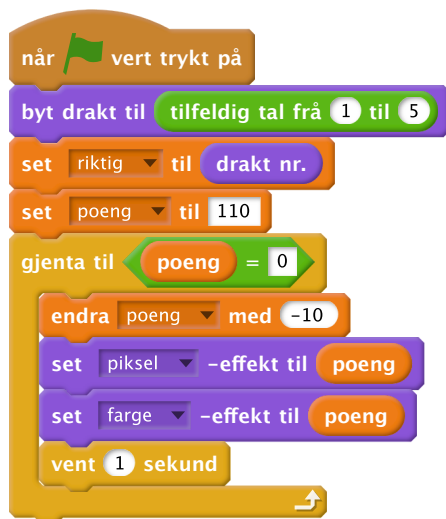 når vert trykt på
byt drakt til tilfeldig tal frå 1 til 5
set riktig til drakt nr.
set poeng til 110
gjenta til poeng = 0
endra poeng med -10
set piksel -effekt til poeng
set farge -effekt til poeng
vent 1 sekund